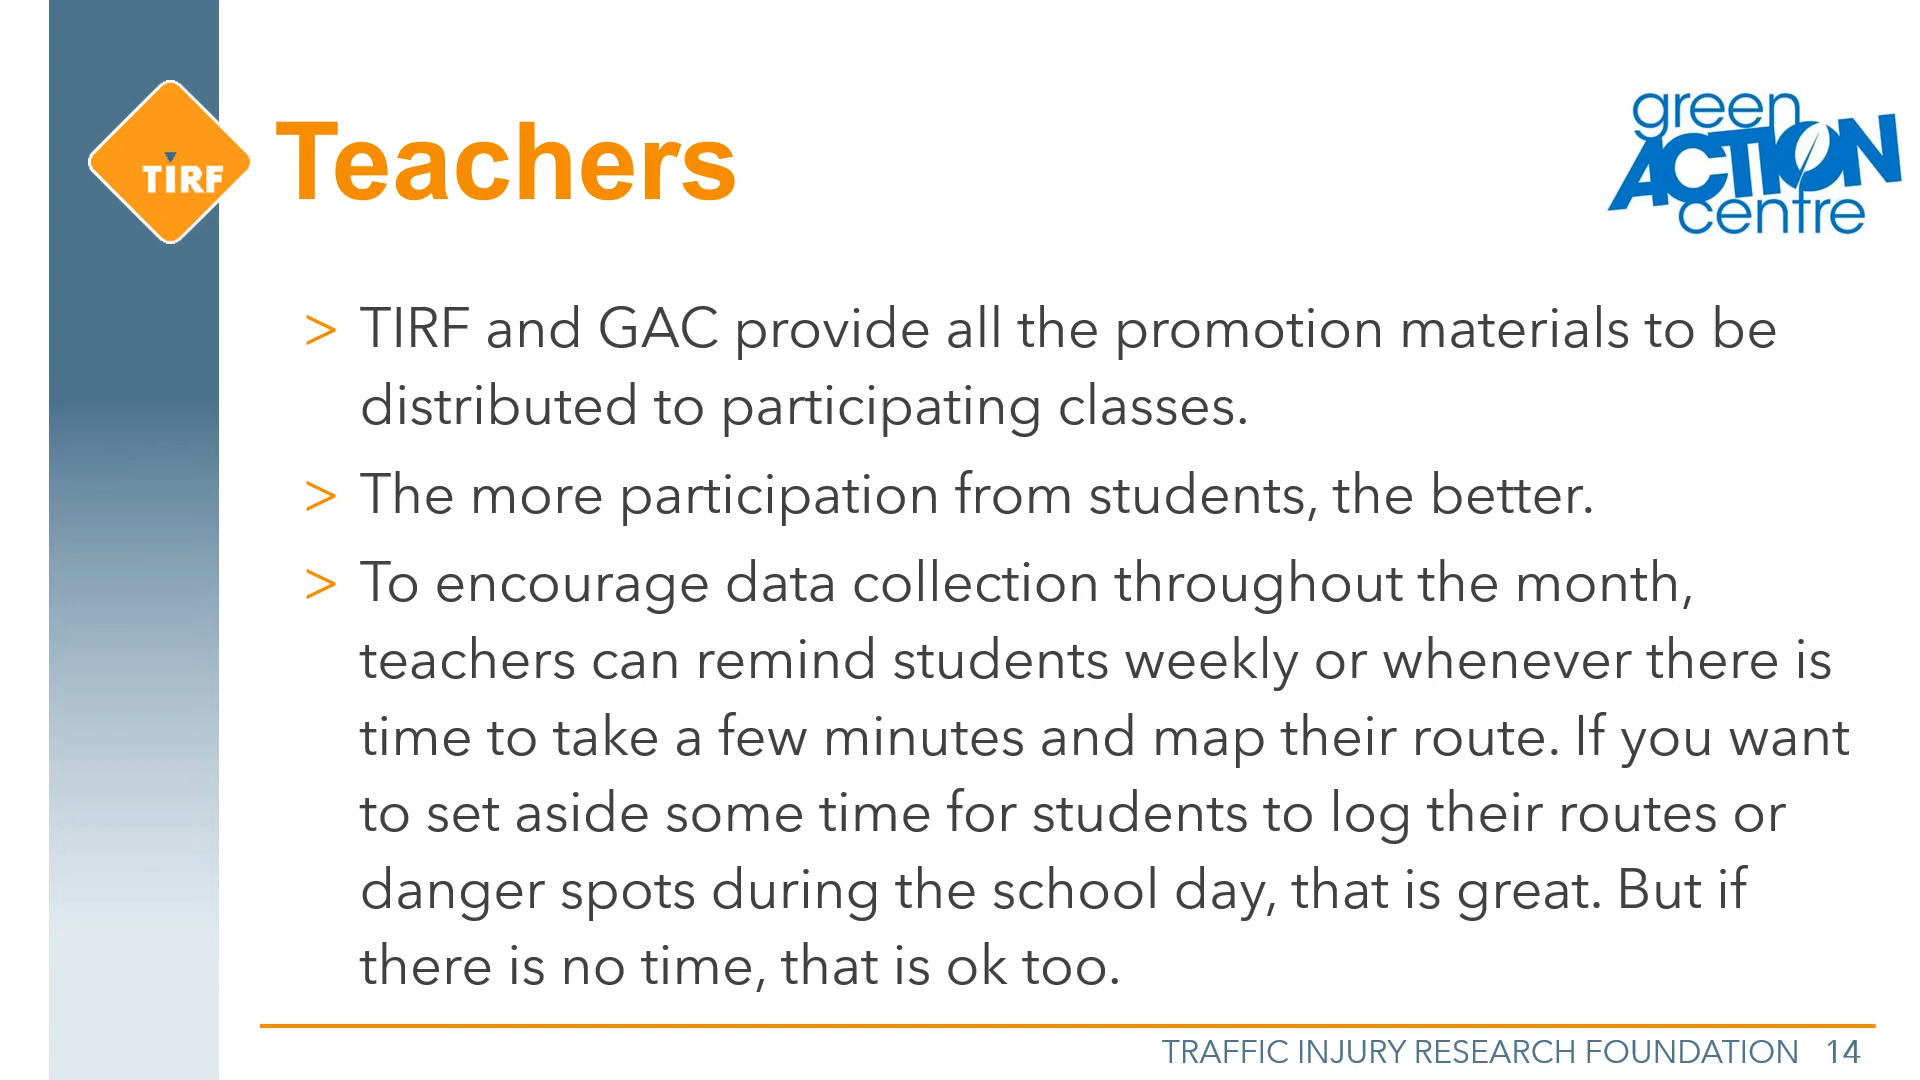 TIRF
Teachers
green
ACTION
centre
> TIRF and GAC provide all the promotion materials to be
distributed to participating classes.
> The more participation from students, the better.
> To encourage data collection throughout the month,
teachers can remind students weekly or whenever there is
time to take a few minutes and map their route. If you want
to set aside some time for students to log their routes or
danger spots during the school day, that is great. But if
there is no time, that is ok too.
TRAFFIC INJURY RESEARCH FOUNDATION 14